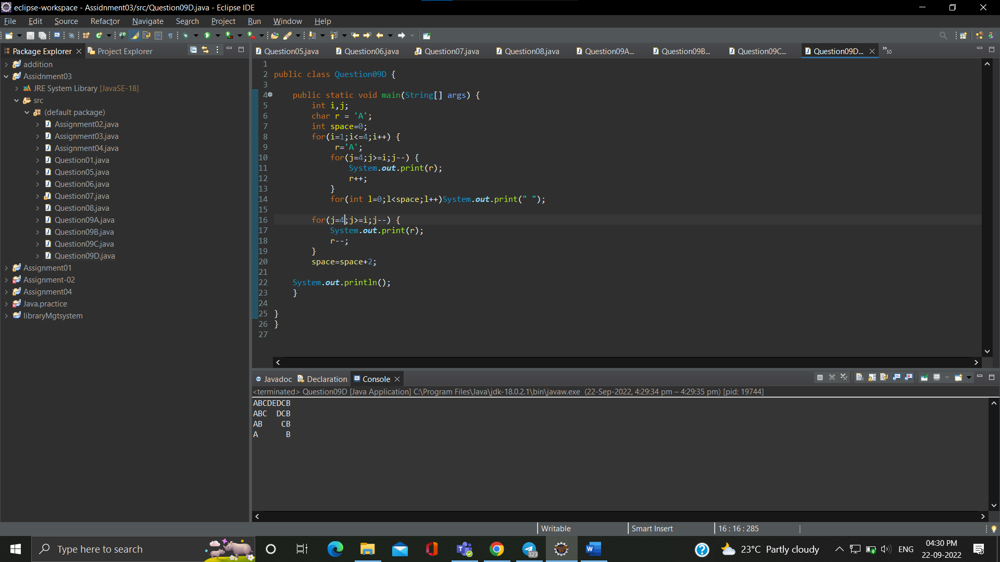 eclipse-workspace - Assidnment03/src/Question09D.java - Eclipse IDE
File Edit Source Refactor Navigate Search Project Run Window Help
Package Explorer Project Explorer
Question05.java Question06.java Question07.java Question08.java Question09A... Question09B... Question09C... Question09D... »50
addition
Assidnment03
JRE System Library [JavaSE-18]
src
(default package)
Assignment02.java
Assignment03.java
Assignment04.java
Question01.java
Question05.java
Question06.java
Question07.java
Question08.java
Question09A.java
Question09B.java
Question09C.java
Question09D.java
Assignment01
Assignment-02
Assignment04
Java.practice
libraryMgtsystem
1
2 public class Question09D {
3
4 public static void main(String[] args) {
5 int i,j;
6 char r = 'A';
7 int space=0;
8 for(i=1;i<=4;i++) {
9 r='A';
10 for(j=4;j>=i;j--) {
11 System.out.print(r);
12 r++;
13 }
14 for(int l=0;l<space;l++)System.out.print(" ");
15
16 for(j=4;j>=i;j--) {
17 System.out.print(r);
18 r--;
19 }
20 space=space+2;
21
22 System.out.println();
23 }
24
25 }
26 }
27
Javadoc Declaration Console
<terminated> Question09D [Java Application] C:\Program Files\Java\jdk-18.0.2.1\bin\javaw.exe (22-Sep-2022, 4:29:34 pm – 4:29:35 pm) [pid: 19744]
ABCDEDCB
ABC  DCB
AB    CB
A      B
Writable Smart Insert 16 : 16 : 285
Type here to search
323
23°C Partly cloudy
ENG
04:30 PM
22-09-2022